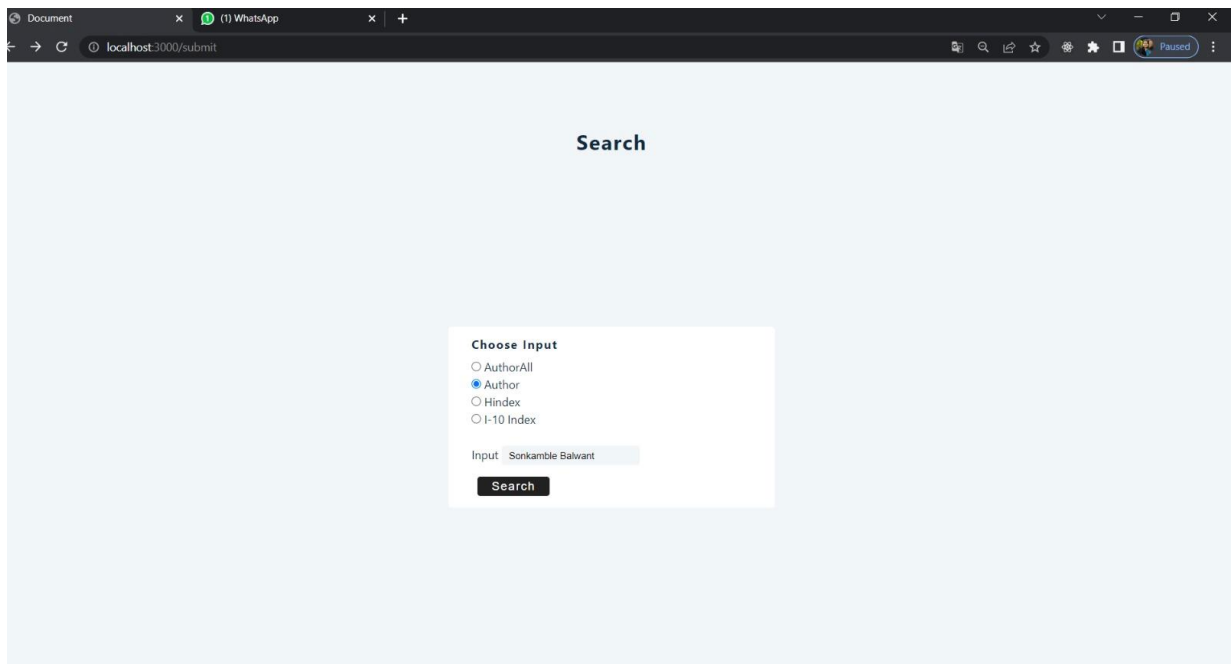 Document
(1) WhatsApp
localhost:3000/submit
Paused
Search
Choose Input
AuthorAll
Author
Hindex
I-10 Index
Input Sonkamble Balwant
Search